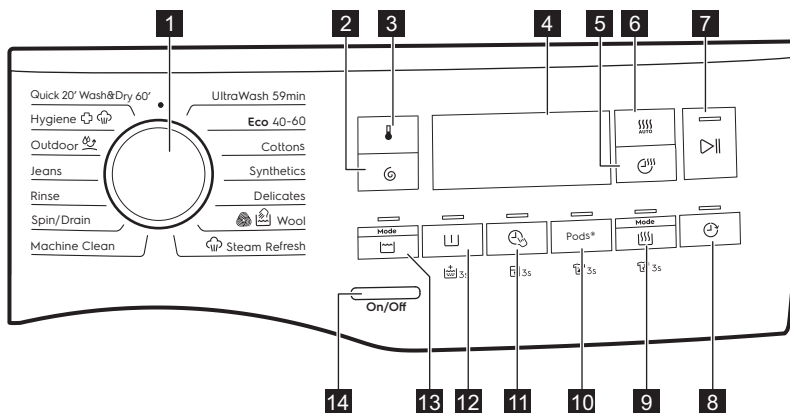 1
2
3
4
5
6
7
Quick 20' Wash&Dry 60'
UltraWash 59min
Hygiene
Eco 40-60
Outdoor
Cottons
Jeans
Synthetics
Rinse
Delicates
Spin/Drain
Wool
Machine Clean
Steam Refresh
AUTO
Mode
Pods®
Mode
3s
3s
3s
3s
On/Off
14
13
12
11
10
9
8